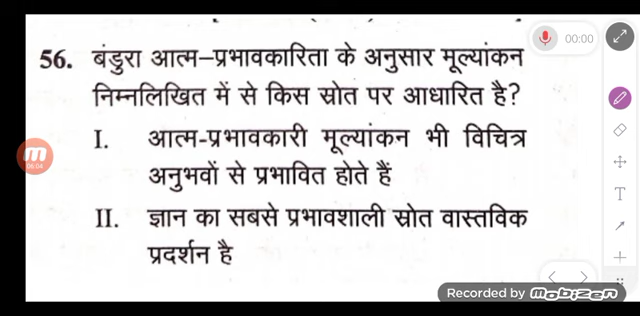 00:00
56. बंडुरा आत्म–प्रभावकारिता के अनुसार मूल्यांकन
निम्नलिखित में से किस स्रोत पर आधारित है?
I. आत्म-प्रभावकारी मूल्यांकन भी विचित्र
अनुभवों से प्रभावित होते हैं
II. ज्ञान का सबसे प्रभावशाली स्रोत वास्तविक
प्रदर्शन है
Recorded by MOBIZEN